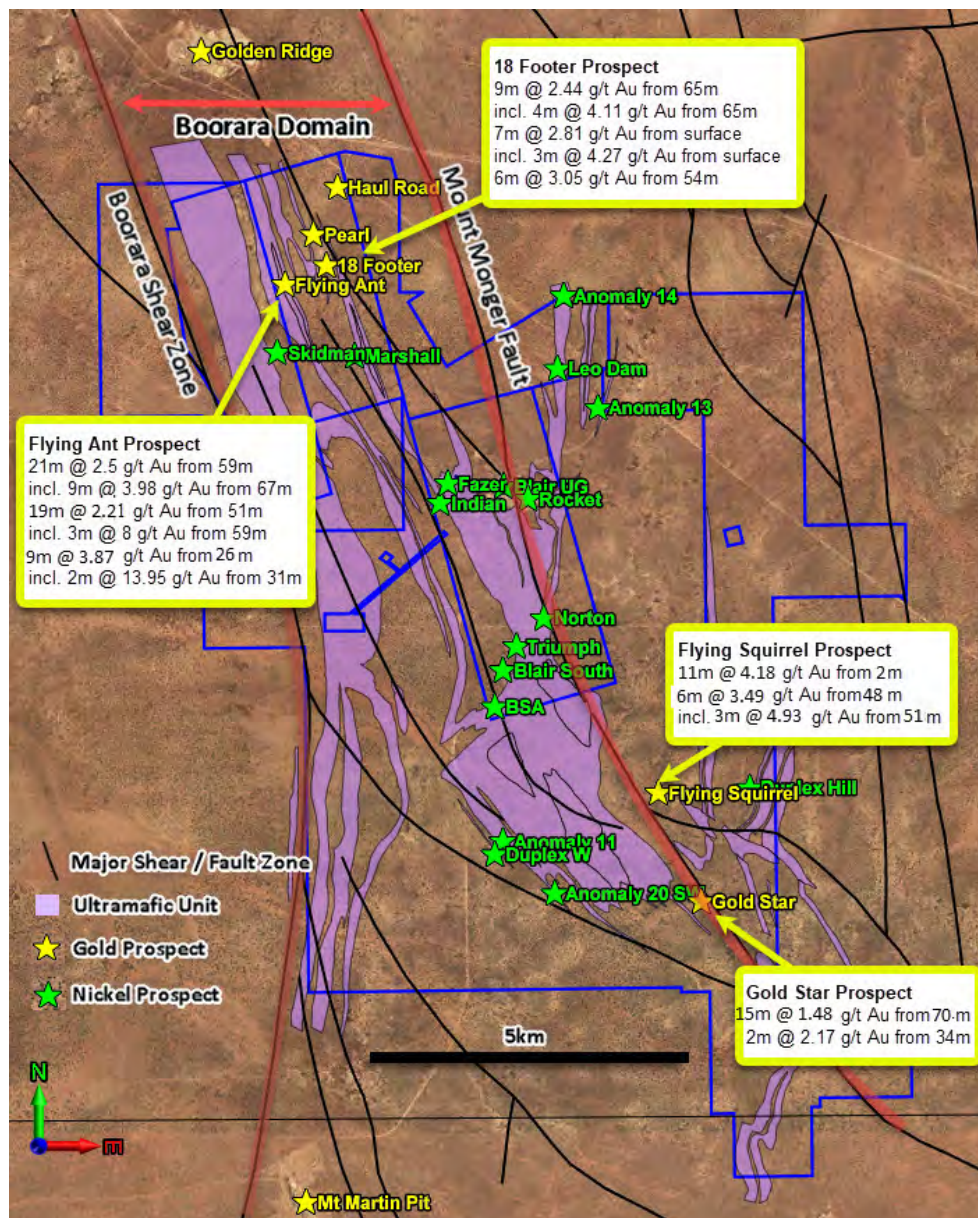 Golden Ridge
Boorara Domain
18 Footer Prospect
9m @ 2.44 g/t Au from 65m
incl. 4m @ 4.11 g/t Au from 65m
7m @ 2.81 g/t Au from surface
incl. 3m @ 4.27 g/t Au from surface
6m @ 3.05 g/t Au from 54m
Boorara Shear Zone
Mount Monger Fault
Haul Road
Pearl
18 Footer
Flying Ant
Anomaly 14
Skidman
Marshall
Leo Dam
Anomaly 13
Flying Ant Prospect
21m @ 2.5 g/t Au from 59m
incl. 9m @ 3.98 g/t Au from 67m
19m @ 2.21 g/t Au from 51m
incl. 3m @ 8 g/t Au from 59m
9m @ 3.87 g/t Au from 26 m
incl. 2m @ 13.95 g/t Au from 31m
Fazer
Blair UG
Indian
Rocket
Norton
Triumph
Blair South
BSA
Flying Squirrel Prospect
11m @ 4.18 g/t Au from 2m
6m @ 3.49 g/t Au from 48 m
incl. 3m @ 4.93 g/t Au from 51 m
Flying Squirrel
Duplex Hill
Anomaly 11
Duplex W
Anomaly 20 SW
Gold Star
Major Shear / Fault Zone
Ultramafic Unit
Gold Prospect
Nickel Prospect
Gold Star Prospect
15m @ 1.48 g/t Au from 70 m
2m @ 2.17 g/t Au from 34m
5km
N
E
Mt Martin Pit